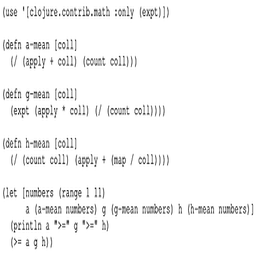 (use '[clojure.contrib.math :only (expt)])
(defn a-mean [coll]
(/ (apply + coll) (count coll)))
(defn g-mean [coll]
(expt (apply * coll) (/ (count coll))))
(defn h-mean [coll]
(/ (count coll) (apply + (map / coll))))
(let [numbers (range 1 11)
a (a-mean numbers) g (g-mean numbers) h (h-mean numbers)]
(println a ">=" g ">=" h)
(>= a g h))